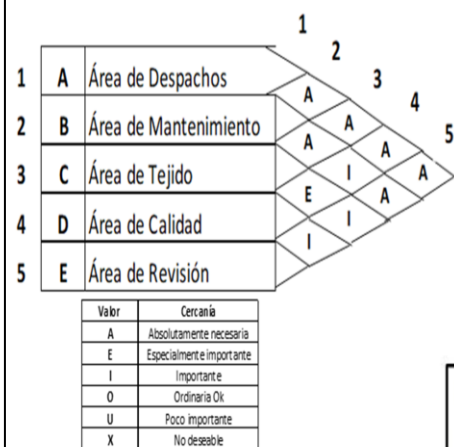 1
2
3
4
5
1 A Área de Despachos
A
2 B Área de Mantenimiento
A
A
A
A
3 C Área de Tejido
I
A
E
4 D Área de Calidad
I
I
5 E Área de Revisión
Valor Cercanía
A Absolutamente necesaria
E Especialmente importante
I Importante
O Ordinaria Ok
U Poco importante
X No deseable